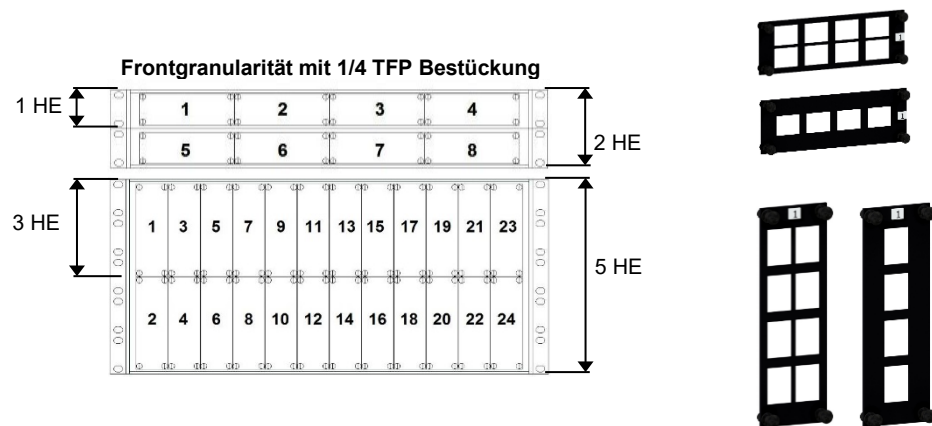 Frontgranularität mit 1/4 TFP Bestückung
1 HE
1 2 3 4
5 6 7 8
2 HE
3 HE
1 3 5 7 9 11 13 15 17 19 21 23
2 4 6 8 10 12 14 16 18 20 22 24
5 HE
1
1
1
1